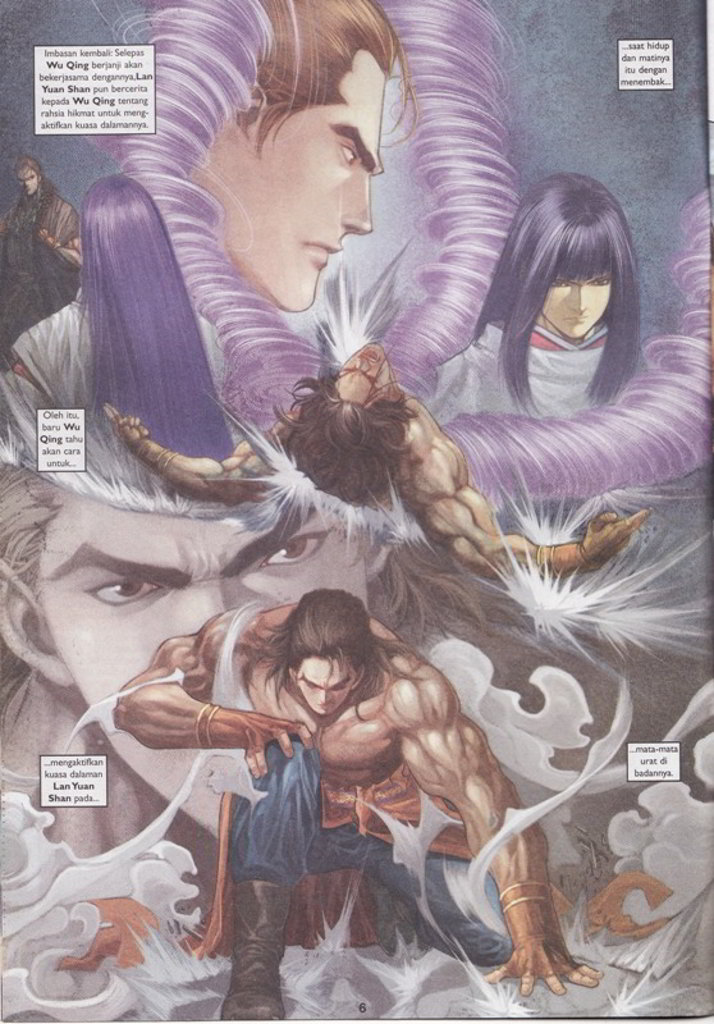 Imbasan kembali: Selepas
Wu Qing berjanji akan
bekerjasama dengannya,Lan
Yuan Shan pun bercerita
kepada Wu Qing tentang
rahsia hikmat untuk meng-
aktifkan kuasa dalamannya.
...saat hidup
dan matinya
itu dengan
menembak...
Oleh itu,
baru Wu
Qing tahu
akan cara
untuk...
...mengaktifkan
kuasa dalaman
Lan Yuan
Shan pada...
...mata-mata
urat di
badannya.
6